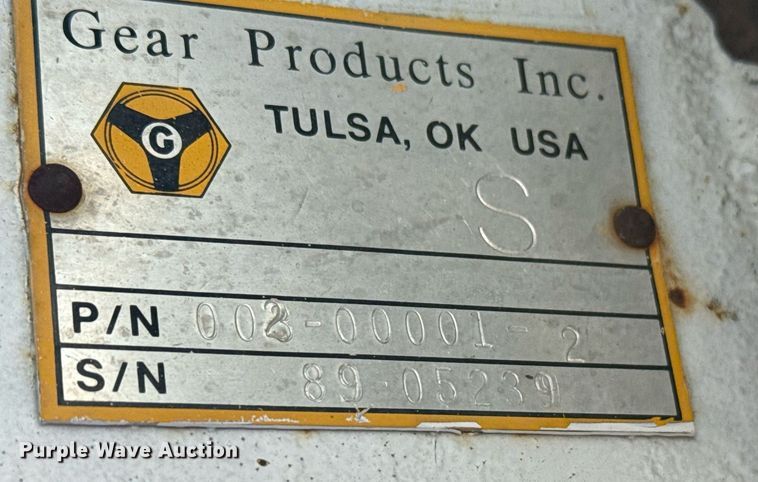 Gear Products Inc.
G
TULSA, OK USA
S
P/N 002-00001-2
S/N 89-05239
Purple Wave Auction